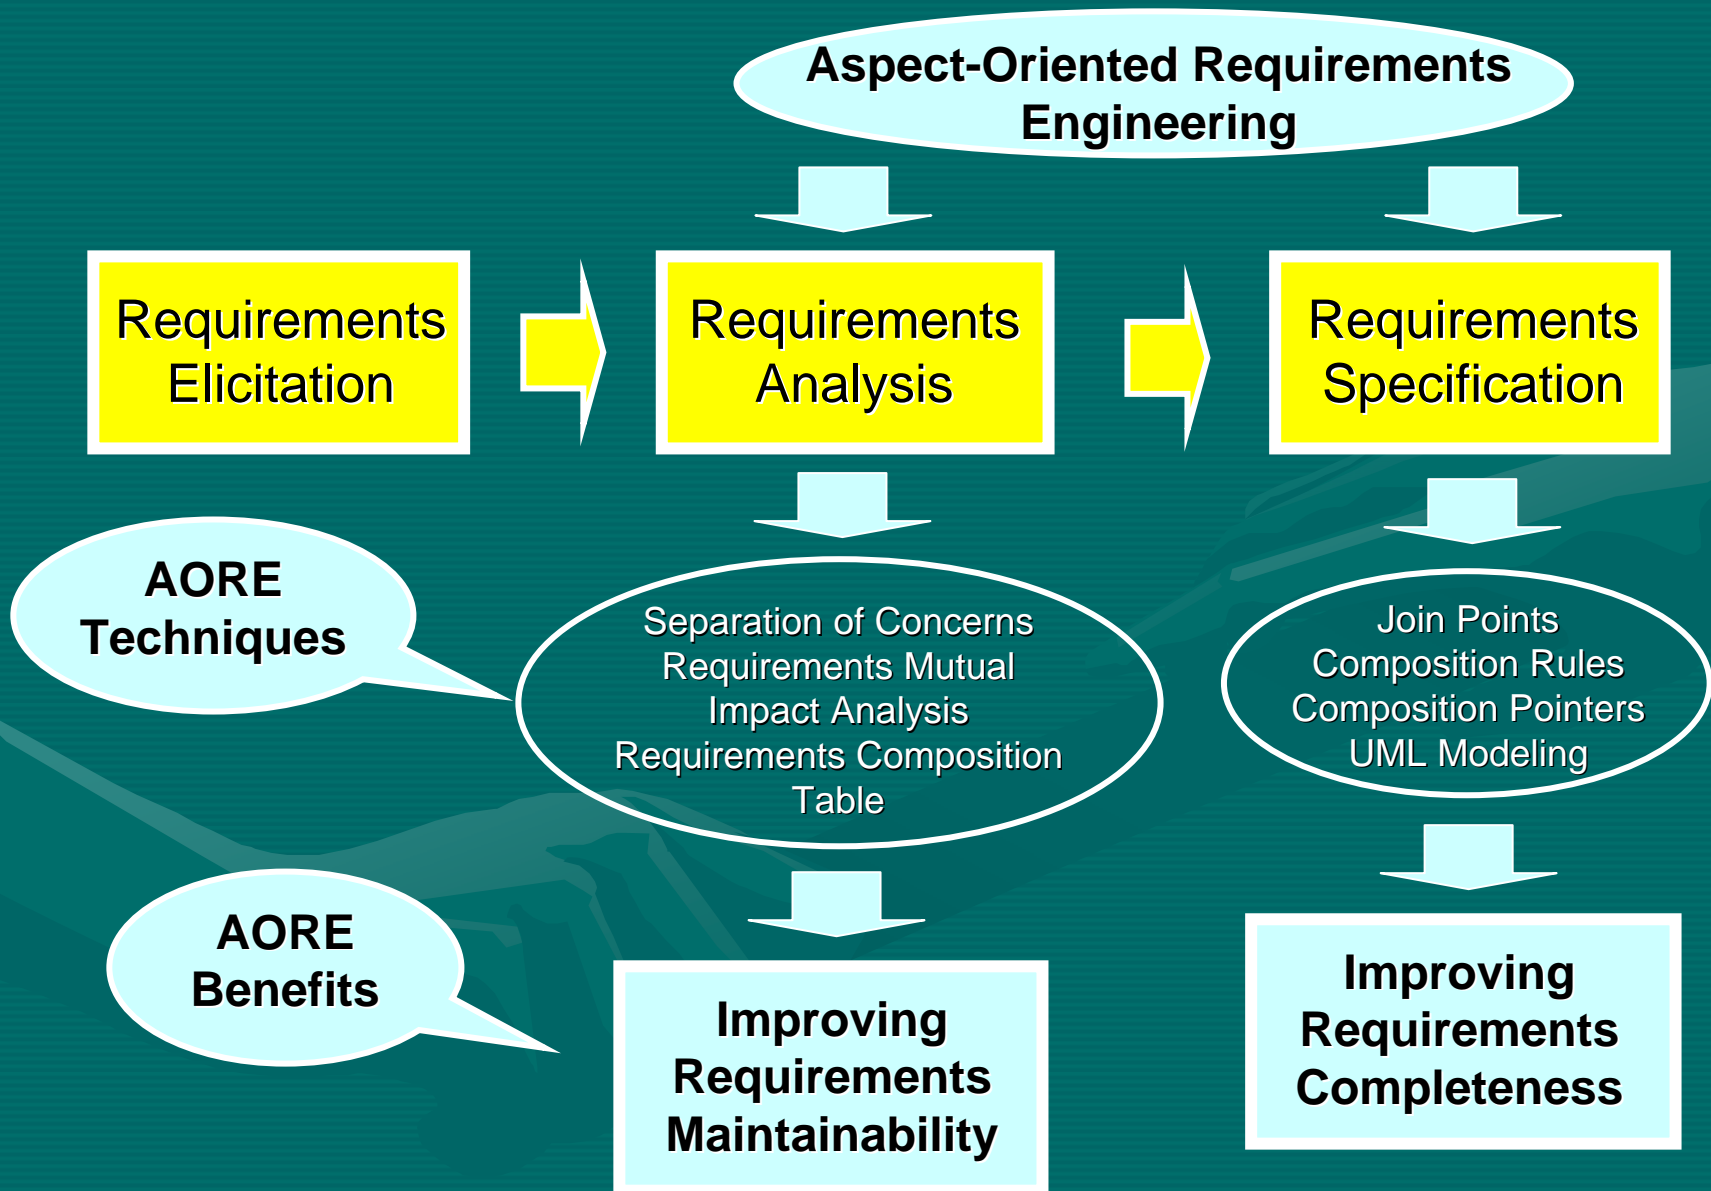 Aspect-Oriented Requirements
Engineering
Requirements
Elicitation
Requirements
Analysis
Requirements
Specification
AORE
Techniques
Separation of Concerns
Requirements Mutual
Impact Analysis
Requirements Composition
Table
Join Points
Composition Rules
Composition Pointers
UML Modeling
AORE
Benefits
Improving
Requirements
Maintainability
Improving
Requirements
Completeness